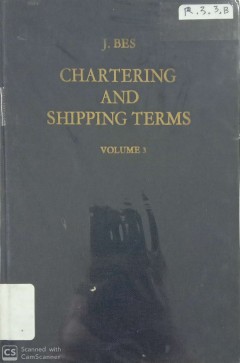 R.3.3.B
J. BES
CHARTERING
AND
SHIPPING TERMS
VOLUME 3
CS
Scanned with
CamScanner